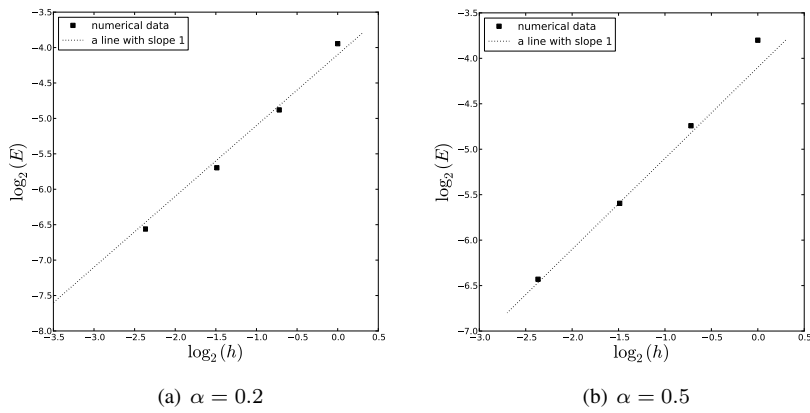 −3.5
−4.0
−4.5
−5.0
−5.5
−6.0
−6.5
−7.0
−7.5
−8.0
log₂(E)
numerical data
a line with slope 1
−3.5 −3.0 −2.5 −2.0 −1.5 −1.0 −0.5 0.0 0.5
log₂(h)
(a) α = 0.2
−3.5
−4.0
−4.5
−5.0
−5.5
−6.0
−6.5
−7.0
log₂(E)
numerical data
a line with slope 1
−3.0 −2.5 −2.0 −1.5 −1.0 −0.5 0.0 0.5
log₂(h)
(b) α = 0.5